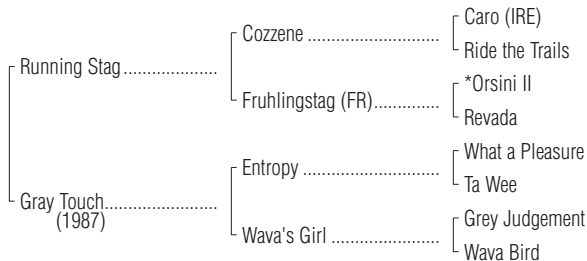 Caro (IRE)
Cozzene ....................
Ride the Trails
Running Stag..................
*Orsini II
Fruhlingstag (FR).............
Revada
What a Pleasure
Entropy .....................
Ta Wee
Gray Touch.....................
(1987)
Grey Judgement
Wava's Girl .................
Wava Bird